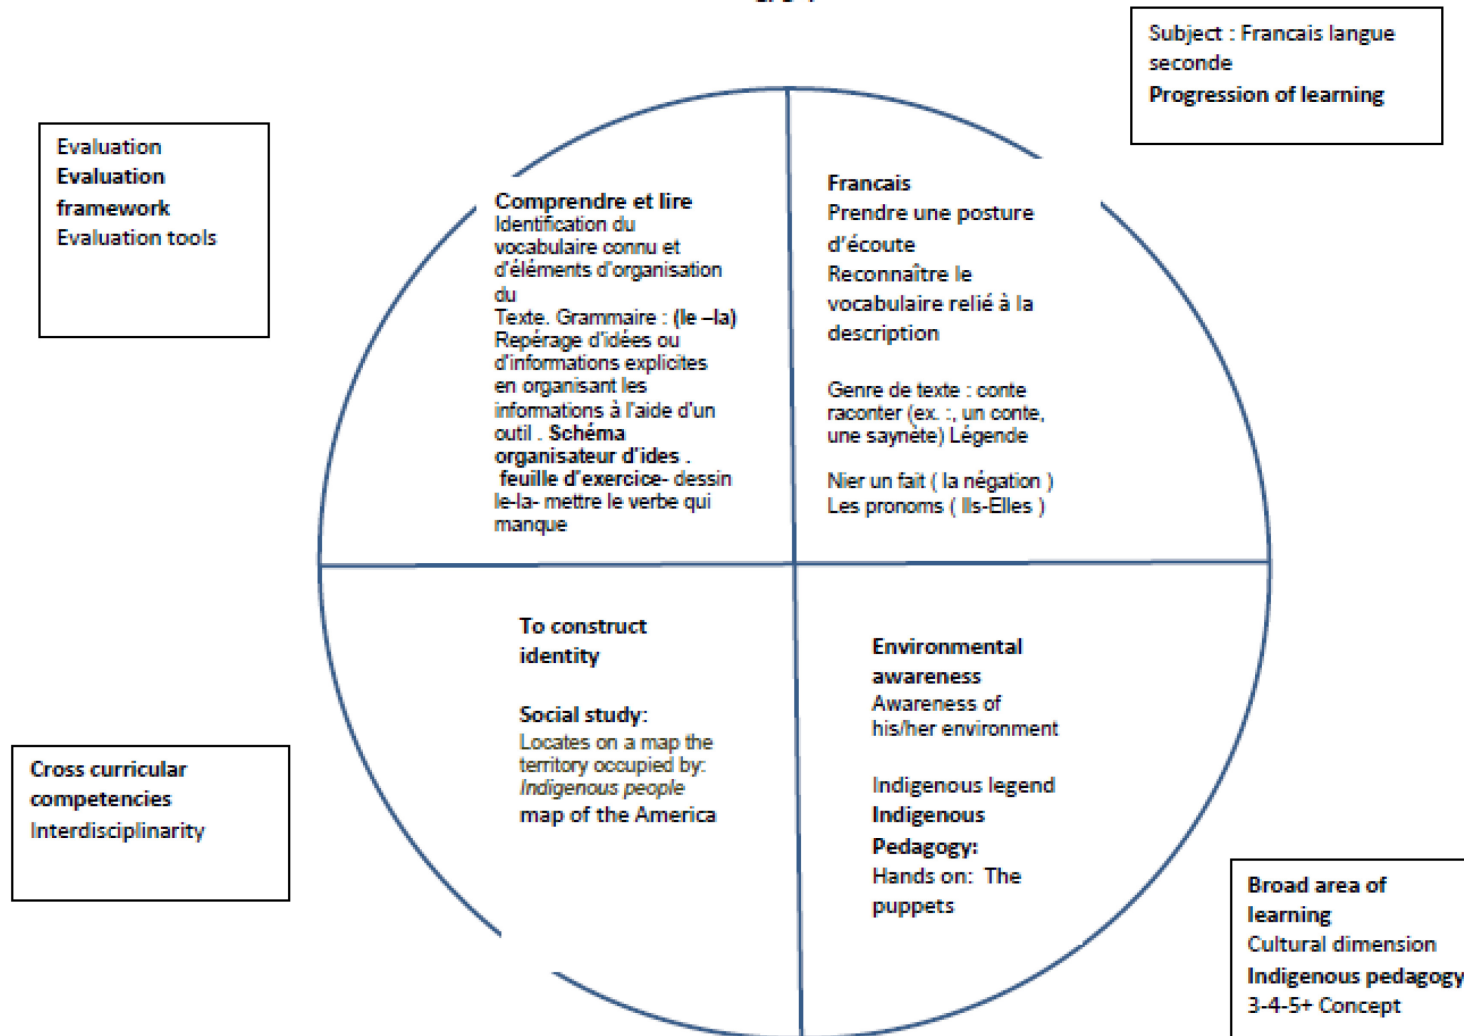 Subject : Francais langue
seconde
Progression of learning
Evaluation
Evaluation
framework
Evaluation tools
Comprendre et lire
Identification du
vocabulaire connu et
d'éléments d'organisation
du
Texte. Grammaire : (le –la)
Repérage d'idées ou
d'informations explicites
en organisant les
informations à l'aide d'un
outil . Schéma
organisateur d'ides .
feuille d'exercice- dessin
le-la- mettre le verbe qui
manque
Francais
Prendre une posture
d'écoute
Reconnaître le
vocabulaire relié à la
description
Genre de texte : conte
raconter (ex. :, un conte,
une saynète) Légende
Nier un fait ( la négation )
Les pronoms ( Ils-Elles )
To construct
identity
Social study:
Locates on a map the
territory occupied by:
Indigenous people
map of the America
Environmental
awareness
Awareness of
his/her environment
Indigenous legend
Indigenous
Pedagogy:
Hands on: The
puppets
Cross curricular
competencies
Interdisciplinarity
Broad area of
learning
Cultural dimension
Indigenous pedagogy
3-4-5+ Concept